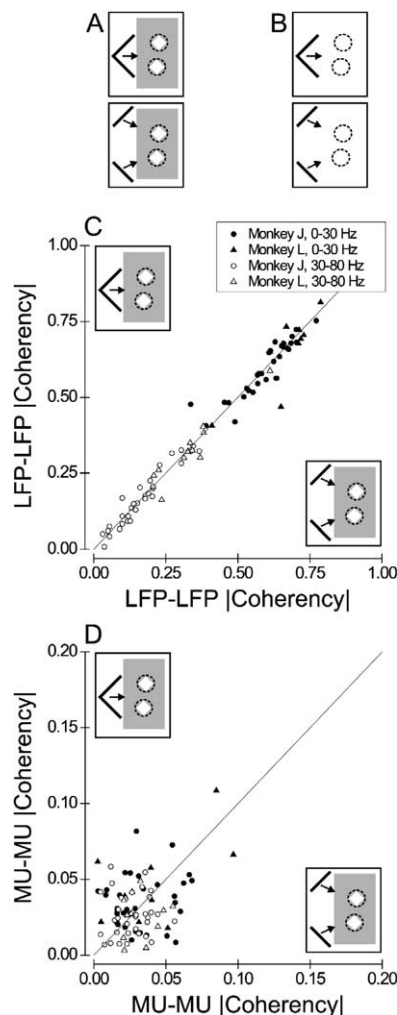 A
B
C
Monkey J, 0-30 Hz
Monkey L, 0-30 Hz
Monkey J, 30-80 Hz
Monkey L, 30-80 Hz
1.00
0.75
0.50
0.25
0.00
LFP-LFP |Coherency|
0.00 0.25 0.50 0.75 1.00
LFP-LFP |Coherency|
D
0.20
0.15
0.10
0.05
0.00
MU-MU |Coherency|
0.00 0.05 0.10 0.15 0.20
MU-MU |Coherency|